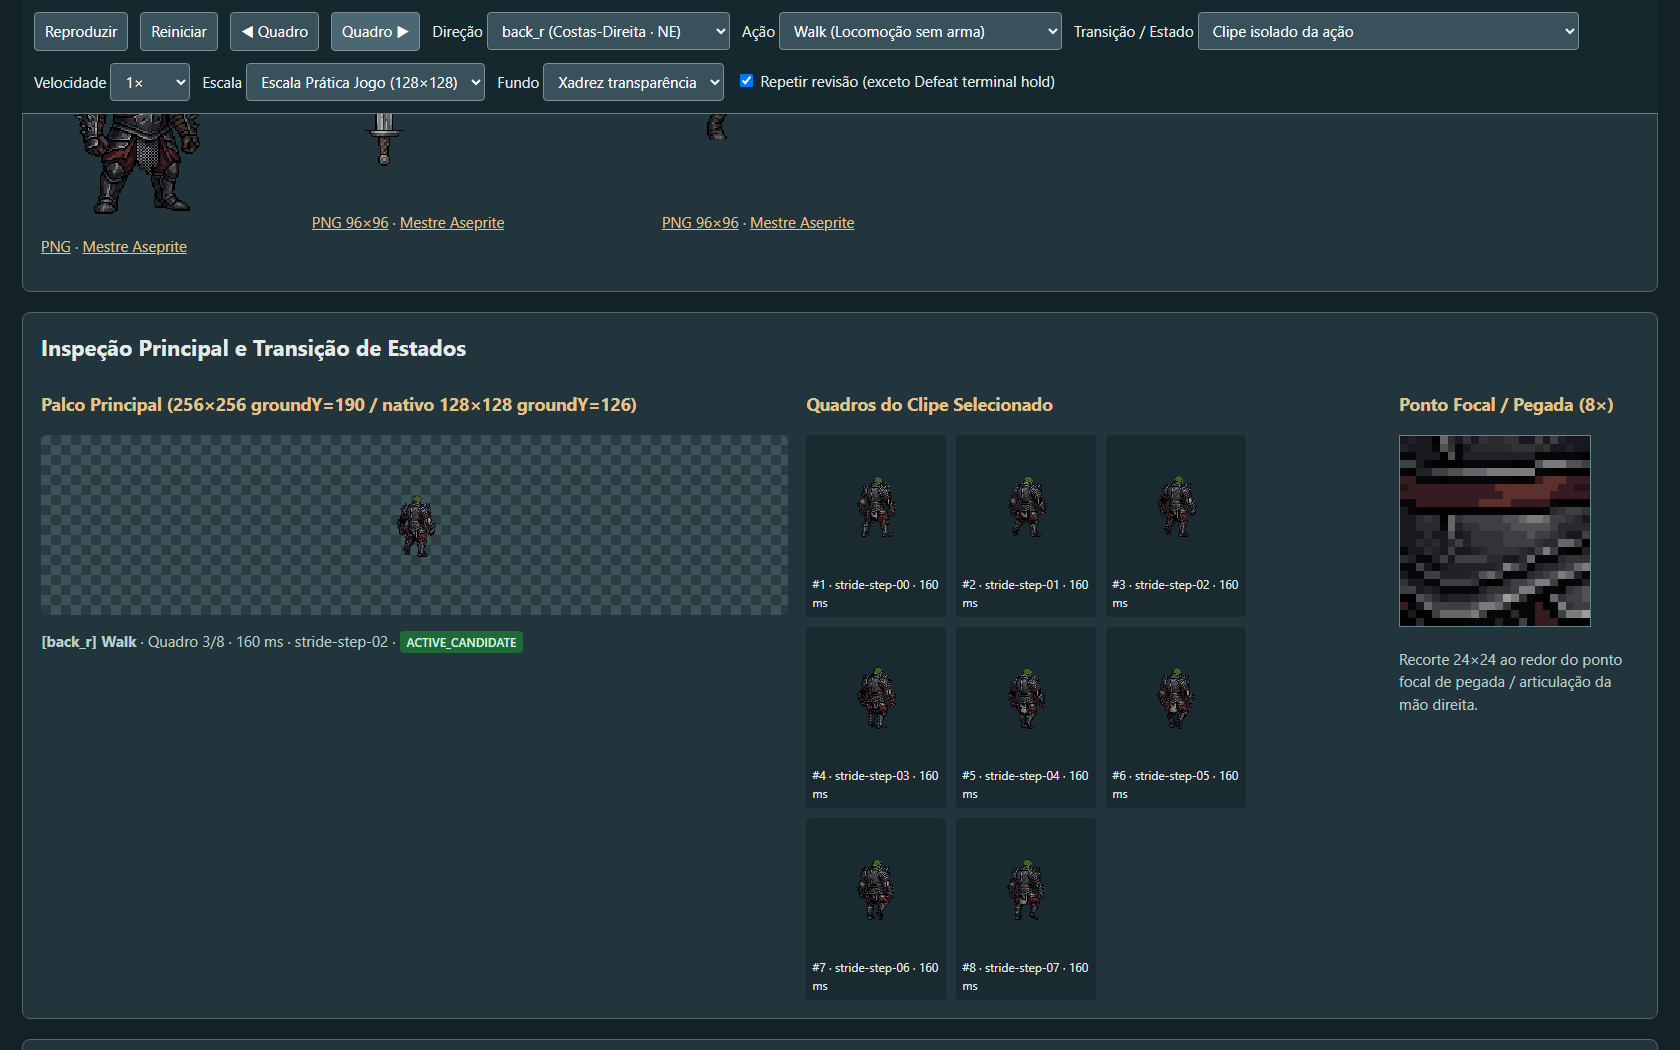 Reproduzir
Reiniciar
◀ Quadro
Quadro ▶
Direção back_r (Costas-Direita · NE)
Ação Walk (Locomoção sem arma)
Transição / Estado Clipe isolado da ação
Velocidade 1×
Escala Escala Prática Jogo (128×128)
Fundo Xadrez transparência
Repetir revisão (exceto Defeat terminal hold)
PNG 96×96 · Mestre Aseprite
PNG 96×96 · Mestre Aseprite
PNG · Mestre Aseprite
Inspeção Principal e Transição de Estados
Palco Principal (256×256 groundY=190 / nativo 128×128 groundY=126)
[back_r] Walk · Quadro 3/8 · 160 ms · stride-step-02 · ACTIVE_CANDIDATE
Quadros do Clipe Selecionado
#1 · stride-step-00 · 160
ms
#2 · stride-step-01 · 160
ms
#3 · stride-step-02 · 160
ms
#4 · stride-step-03 · 160
ms
#5 · stride-step-04 · 160
ms
#6 · stride-step-05 · 160
ms
#7 · stride-step-06 · 160
ms
#8 · stride-step-07 · 160
ms
Ponto Focal / Pegada (8×)
Recorte 24×24 ao redor do ponto
focal de pegada / articulação da
mão direita.